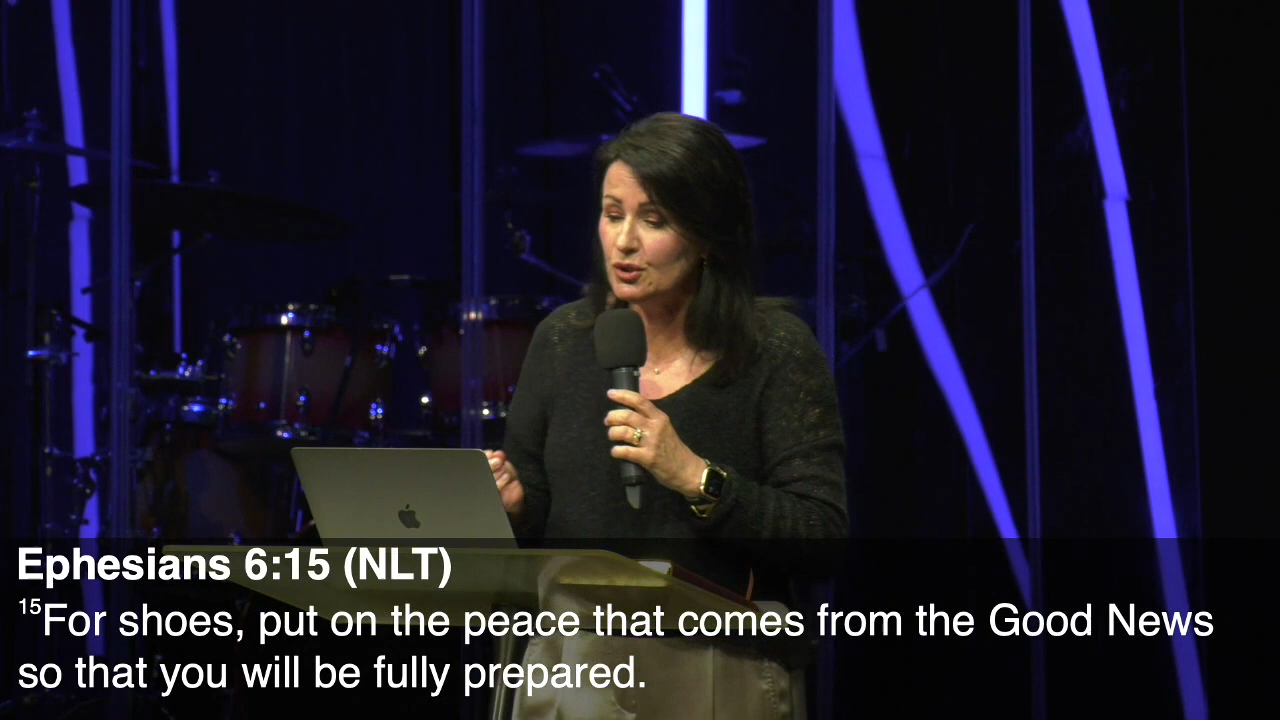 Ephesians 6:15 (NLT)
15For shoes, put on the peace that comes from the Good News
so that you will be fully prepared.